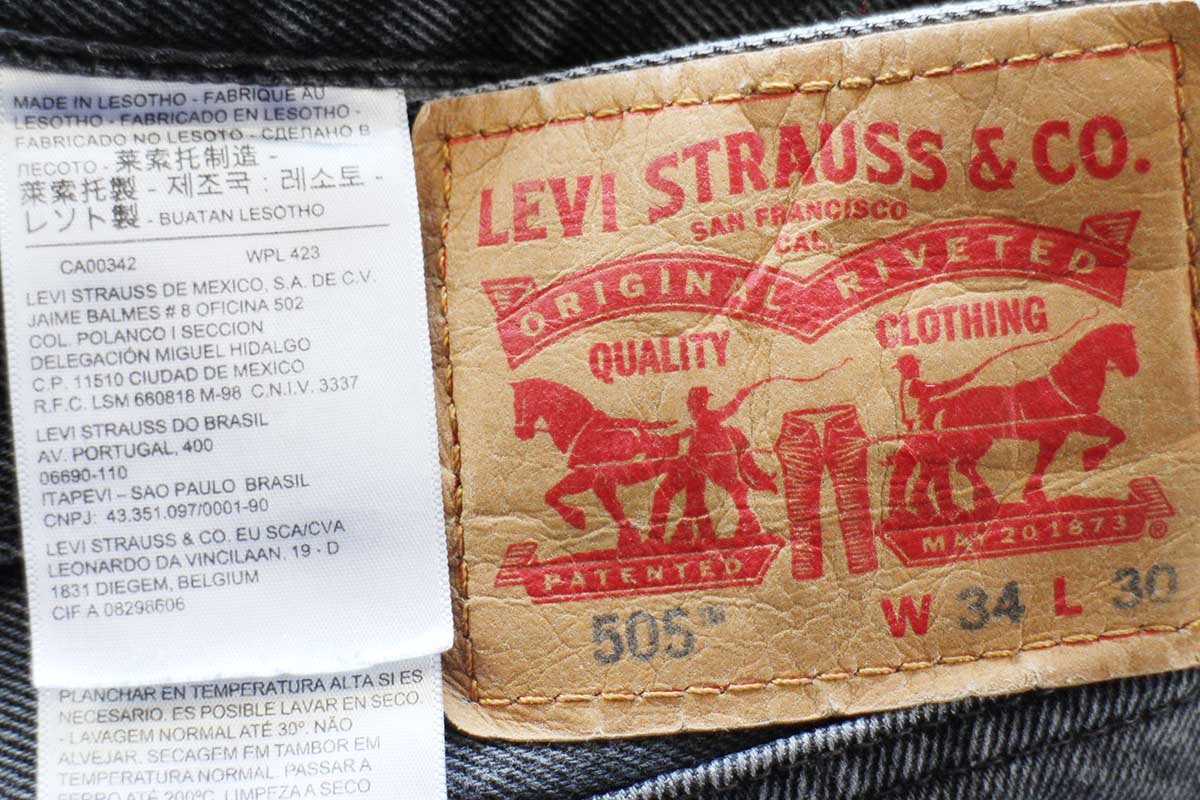 MADE IN LESOTHO - FABRIQUE AU
LESOTHO - FABRICADO EN LESOTHO -
FABRICADO NO LESOTO - СДЕЛАНО В
ЛЕСОТО - 莱索托制造 -
萊索托製 - 제조국 : 레소토 -
レソト製 - BUATAN LESOTHO
CA00342 WPL 423
LEVI STRAUSS DE MEXICO, S.A. DE C.V.
JAIME BALMES # 8 OFICINA 502
COL. POLANCO I SECCION
DELEGACIÓN MIGUEL HIDALGO
C.P. 11510 CIUDAD DE MEXICO
R.F.C. LSM 660818 M-98 C.N.I.V. 3337
LEVI STRAUSS DO BRASIL
AV. PORTUGAL, 400
06690-110
ITAPEVI – SAO PAULO BRASIL
CNPJ: 43.351.097/0001-90
LEVI STRAUSS & CO. EU SCA/CVA
LEONARDO DA VINCILAAN, 19 - D
1831 DIEGEM, BELGIUM
CIF A 08298606
PLANCHAR EN TEMPERATURA ALTA SI ES
NECESARIO. ES POSIBLE LAVAR EN SECO.
- LAVAGEM NORMAL ATÉ 30º. NÃO
ALVEJAR. SECAGEM EM TAMBOR EM
TEMPERATURA NORMAL. PASSAR A
FERRO ATÉ 200ºC. LIMPEZA A SECO
LEVI STRAUSS & CO.
SAN FRANCISCO
CAL.
ORIGINAL RIVETED
QUALITY CLOTHING
PATENTED
MAY 20 1873 ®
505™
W 34 L 30